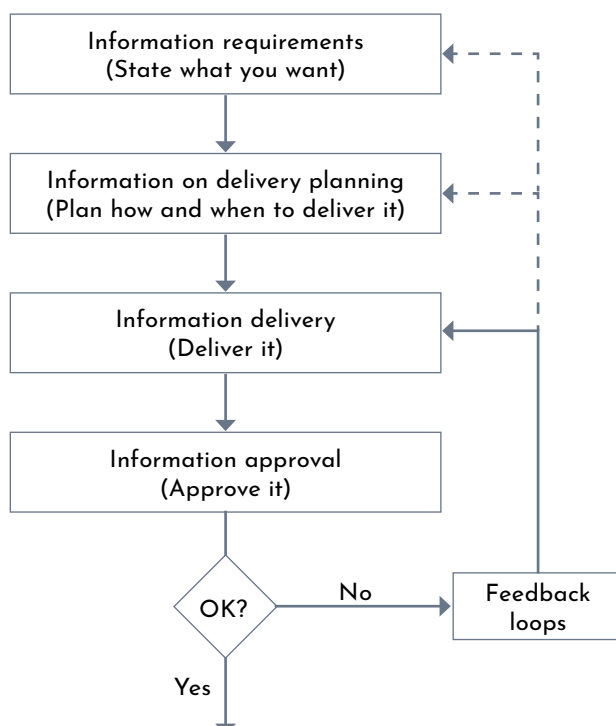 Information requirements
(State what you want)
Information on delivery planning
(Plan how and when to deliver it)
Information delivery
(Deliver it)
Information approval
(Approve it)
OK?
No
Feedback
loops
Yes